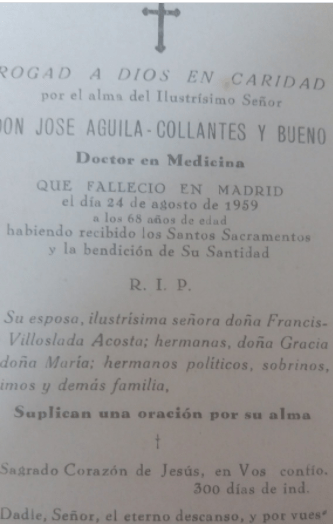 ROGAD A DIOS EN CARIDAD
por el alma del Ilustrísimo Señor
DON JOSE AGUILA-COLLANTES Y BUENO
Doctor en Medicina
QUE FALLECIO EN MADRID
el día 24 de agosto de 1959
a los 68 años de edad
habiendo recibido los Santos Sacramentos
y la bendición de Su Santidad
R. I. P.
Su esposa, ilustrísima señora doña Francis-
Villoslada Acosta; hermanas, doña Gracia
doña María; hermanos políticos, sobrinos,
imos y demás familia,
Suplican una oración por su alma
Sagrado Corazón de Jesús, en Vos confío.
300 días de ind.
Dadle, Señor, el eterno descanso, y por vues